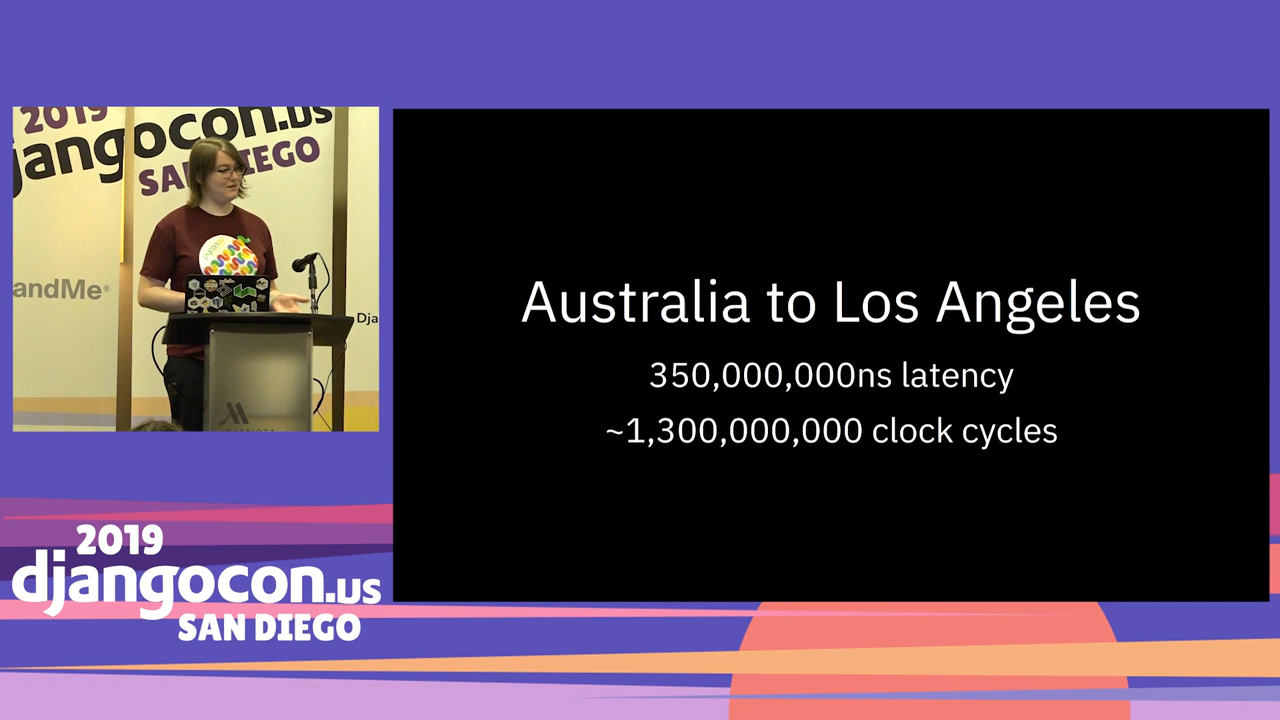 2019
djangocon.us
SAN DIEGO
andMe®
Dja
Australia to Los Angeles
350,000,000ns latency
~1,300,000,000 clock cycles
2019
djangocon.us
SAN DIEGO